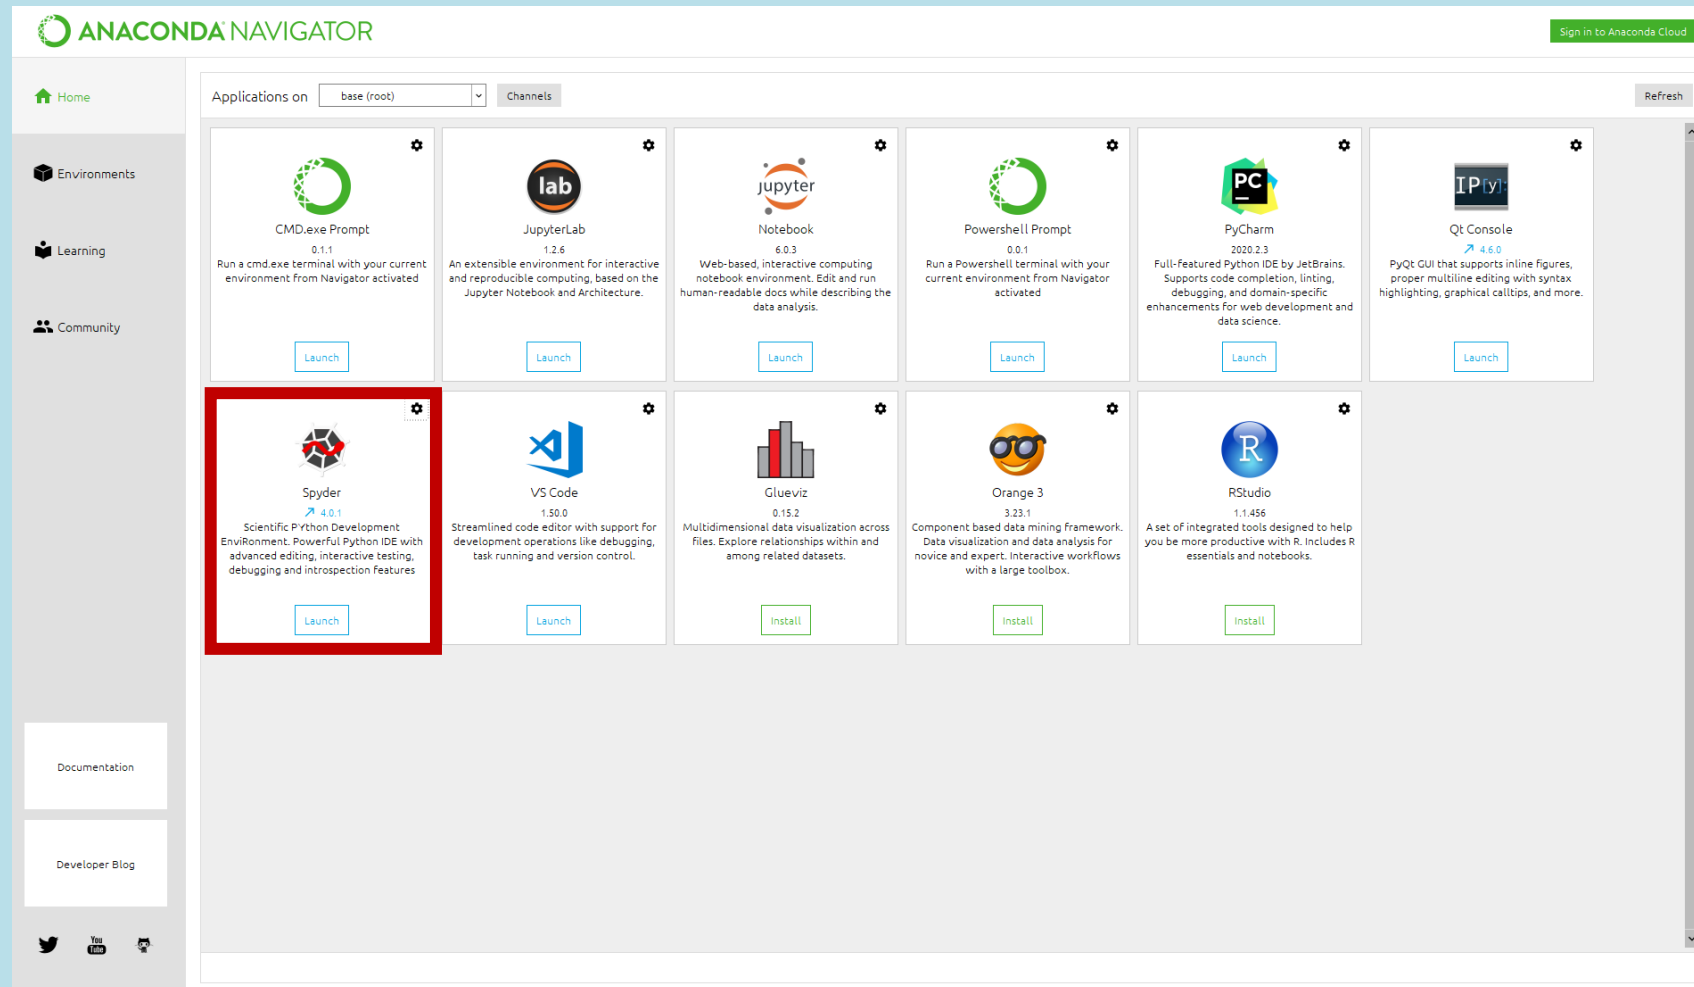 ANACONDA NAVIGATOR
Sign in to Anaconda Cloud
Home
Environments
Learning
Community
Documentation
Developer Blog
You
Tube
Applications on base (root) Channels
Refresh
CMD.exe Prompt
0.1.1
Run a cmd.exe terminal with your current
environment from Navigator activated
Launch
lab
JupyterLab
1.2.6
An extensible environment for interactive
and reproducible computing, based on the
Jupyter Notebook and Architecture.
Launch
jupyter
Notebook
6.0.3
Web-based, interactive computing
notebook environment. Edit and run
human-readable docs while describing the
data analysis.
Launch
Powershell Prompt
0.0.1
Run a Powershell terminal with your
current environment from Navigator
activated
Launch
PC
PyCharm
2020.2.3
Full-featured Python IDE by JetBrains.
Supports code completion, linting,
debugging, and domain-specific
enhancements for web development and
data science.
Launch
IP[y]:
Qt Console
4.6.0
PyQt GUI that supports inline figures,
proper multiline editing with syntax
highlighting, graphical calltips, and more.
Launch
Spyder
4.0.1
Scientific PYthon Development
EnviRonment. Powerful Python IDE with
advanced editing, interactive testing,
debugging and introspection features
Launch
VS Code
1.50.0
Streamlined code editor with support for
development operations like debugging,
task running and version control.
Launch
Glueviz
0.15.2
Multidimensional data visualization across
files. Explore relationships within and
among related datasets.
Install
Orange 3
3.23.1
Component based data mining framework.
Data visualization and data analysis for
novice and expert. Interactive workflows
with a large toolbox.
Install
R
RStudio
1.1.456
A set of integrated tools designed to help
you be more productive with R. Includes R
essentials and notebooks.
Install